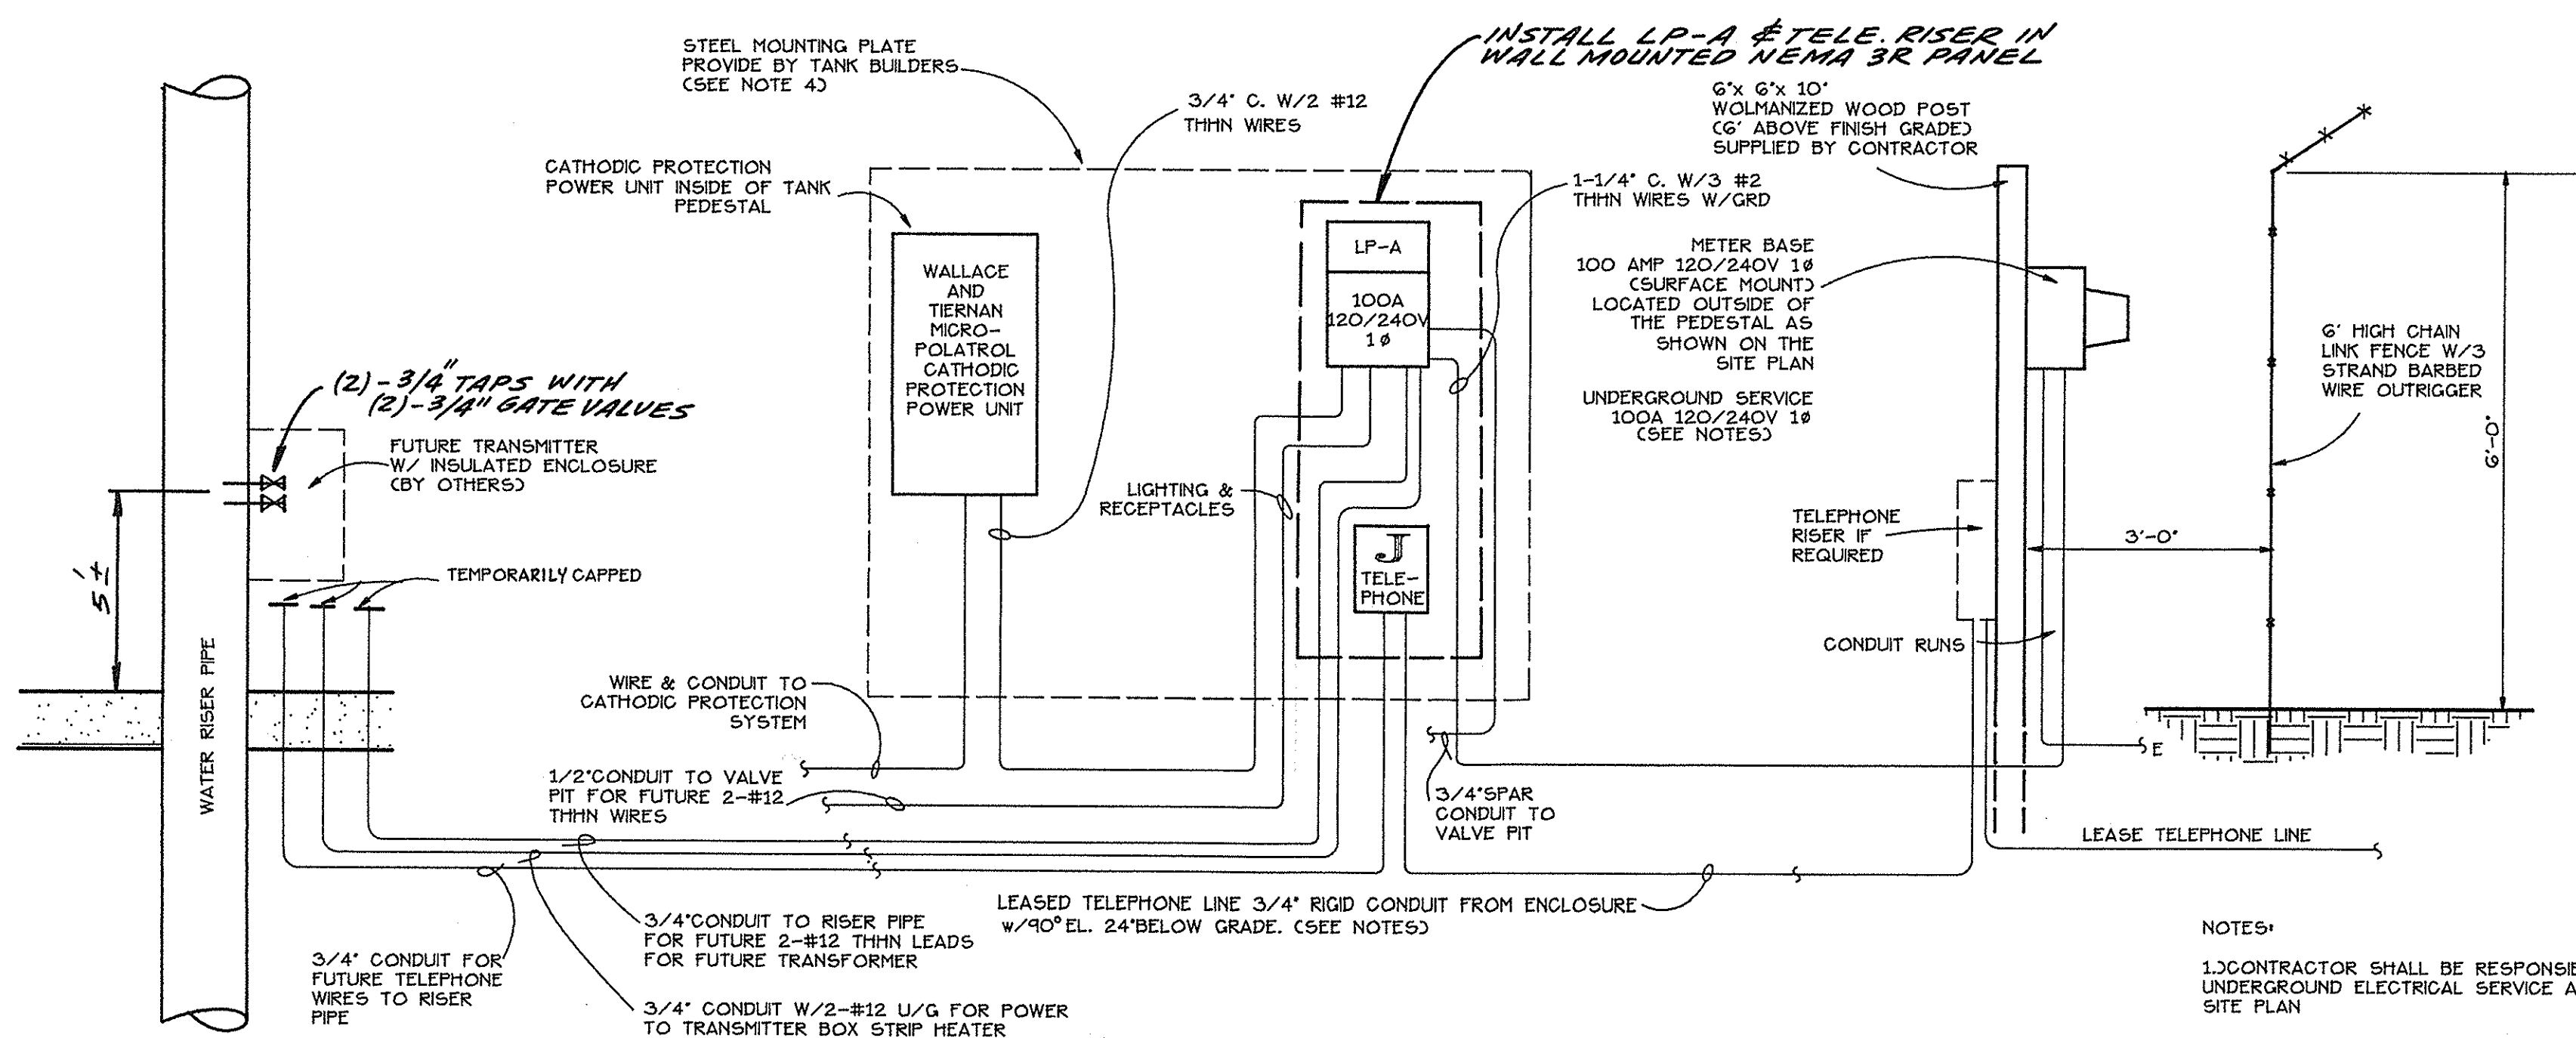 STEEL MOUNTING PLATE
PROVIDE BY TANK BUILDERS
(SEE NOTE 4)
INSTALL LP-A & TELE. RISER IN
WALL MOUNTED NEMA 3R PANEL
3/4" C. W/2 #12
THHN WIRES
6"x 6"x 10'
WOLMANIZED WOOD POST
(6' ABOVE FINISH GRADE)
SUPPLIED BY CONTRACTOR
CATHODIC PROTECTION
POWER UNIT INSIDE OF TANK
PEDESTAL
1-1/4" C. W/3 #2
THHN WIRES W/GRD
WALLACE
AND
TIERNAN
MICRO-
POLATROL
CATHODIC
PROTECTION
POWER UNIT
LP-A
100A
120/240V
1ø
METER BASE
100 AMP 120/240V 1ø
(SURFACE MOUNT)
LOCATED OUTSIDE OF
THE PEDESTAL AS
SHOWN ON THE
SITE PLAN
UNDERGROUND SERVICE
100A 120/240V 1ø
(SEE NOTES)
6' HIGH CHAIN
LINK FENCE W/3
STRAND BARBED
WIRE OUTRIGGER
6'-0"
(2)-3/4" TAPS WITH
(2)-3/4" GATE VALVES
FUTURE TRANSMITTER
W/ INSULATED ENCLOSURE
(BY OTHERS)
LIGHTING &
RECEPTACLES
TELEPHONE
RISER IF
REQUIRED
3'-0"
J
TELE-
PHONE
TEMPORARILY CAPPED
5'±
WATER RISER PIPE
CONDUIT RUNS
E
WIRE & CONDUIT TO
CATHODIC PROTECTION
SYSTEM
1/2"CONDUIT TO VALVE
PIT FOR FUTURE 2-#12
THHN WIRES
3/4"SPAR
CONDUIT TO
VALVE PIT
LEASE TELEPHONE LINE
LEASED TELEPHONE LINE 3/4" RIGID CONDUIT FROM ENCLOSURE
w/90° EL. 24"BELOW GRADE. (SEE NOTES)
3/4"CONDUIT TO RISER PIPE
FOR FUTURE 2-#12 THHN LEADS
FOR FUTURE TRANSFORMER
3/4" CONDUIT FOR
FUTURE TELEPHONE
WIRES TO RISER
PIPE
3/4" CONDUIT W/2-#12 U/G FOR POWER
TO TRANSMITTER BOX STRIP HEATER
NOTES:
1.)CONTRACTOR SHALL BE RESPONSIB
UNDERGROUND ELECTRICAL SERVICE A
SITE PLAN